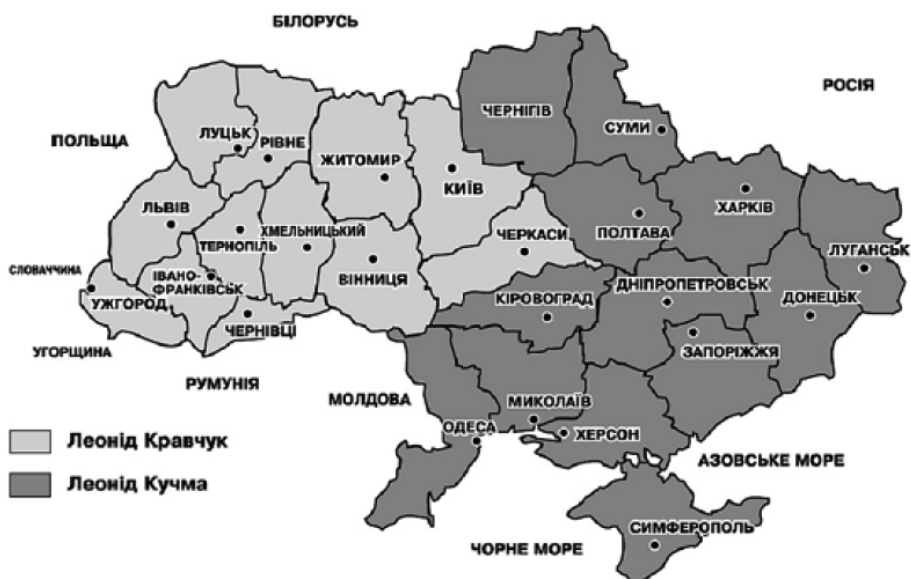 БІЛОРУСЬ
РОСІЯ
ПОЛЬЩА
ЧЕРНІГІВ
СУМИ
ЛУЦЬК
РІВНЕ
ЖИТОМИР
КИЇВ
ХАРКІВ
ЛЬВІВ
ТЕРНОПІЛЬ
ХМЕЛЬНИЦЬКИЙ
ЧЕРКАСИ
ПОЛТАВА
ЛУГАНСЬК
СЛОВАЧЧИНА
ІВАНО-
ФРАНКІВСЬК
ВІННИЦЯ
ДНІПРОПЕТРОВСЬК
УЖГОРОД
КІРОВОГРАД
ДОНЕЦЬК
ЧЕРНІВЦІ
УГОРЩИНА
ЗАПОРІЖЖЯ
РУМУНІЯ
МОЛДОВА
МИКОЛАЇВ
ОДЕСА
ХЕРСОН
Леонід Кравчук
АЗОВСЬКЕ МОРЕ
Леонід Кучма
СИМФЕРОПОЛЬ
ЧОРНЕ МОРЕ